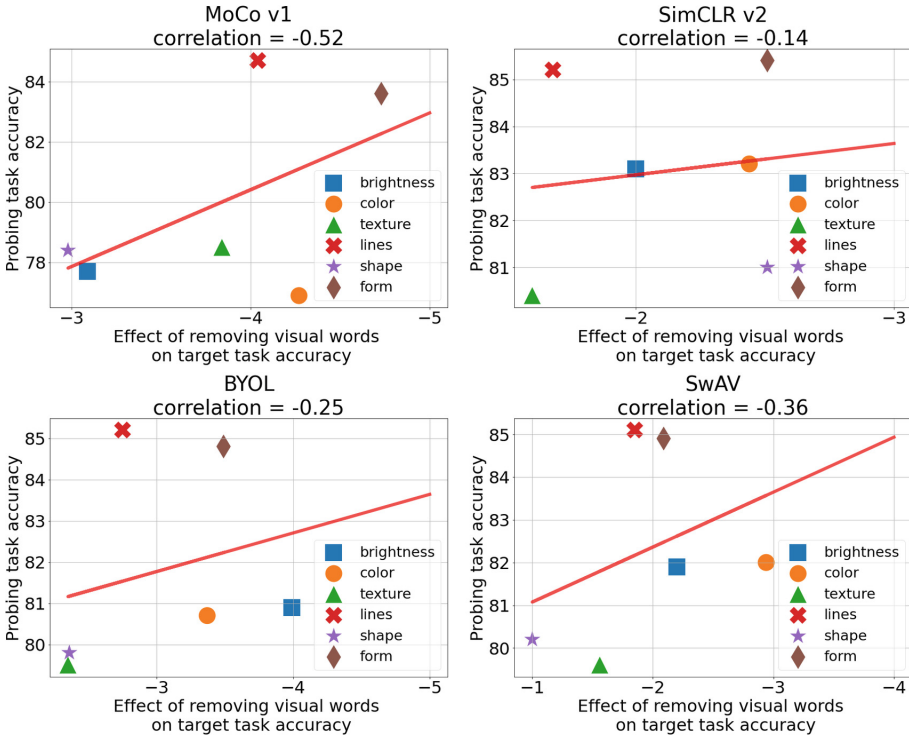 MoCo v1
correlation = -0.52
Probing task accuracy
84
82
80
78
brightness
color
texture
lines
shape
form
−3
−4
−5
Effect of removing visual words
on target task accuracy
SimCLR v2
correlation = -0.14
Probing task accuracy
85
84
83
82
81
brightness
color
texture
lines
shape
form
−2
−3
Effect of removing visual words
on target task accuracy
BYOL
correlation = -0.25
Probing task accuracy
85
84
83
82
81
80
brightness
color
texture
lines
shape
form
−3
−4
−5
Effect of removing visual words
on target task accuracy
SwAV
correlation = -0.36
Probing task accuracy
85
84
83
82
81
80
brightness
color
texture
lines
shape
form
−1
−2
−3
−4
Effect of removing visual words
on target task accuracy